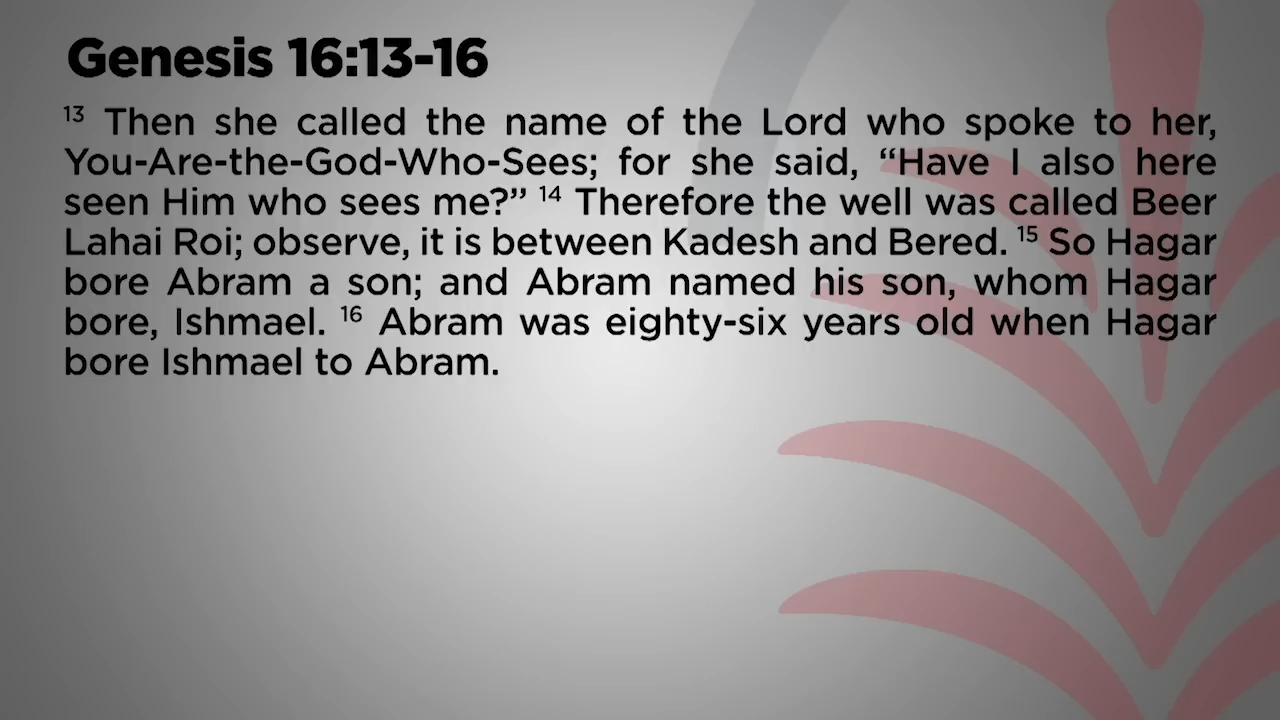 Genesis 16:13-16
13 Then she called the name of the Lord who spoke to her,
You-Are-the-God-Who-Sees; for she said, “Have I also here
seen Him who sees me?” 14 Therefore the well was called Beer
Lahai Roi; observe, it is between Kadesh and Bered. 15 So Hagar
bore Abram a son; and Abram named his son, whom Hagar
bore, Ishmael. 16 Abram was eighty-six years old when Hagar
bore Ishmael to Abram.